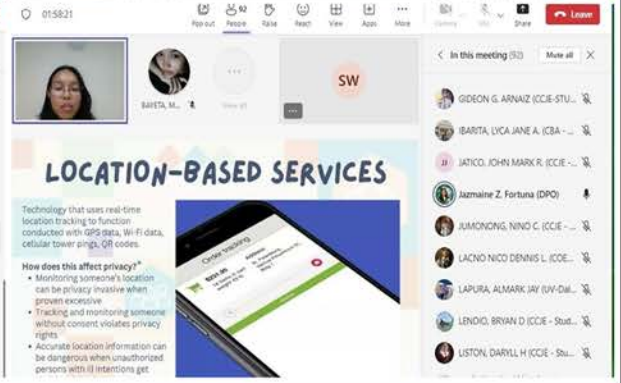 01:58:21
Pop out
92
People
Raise
React
View
Apps
More
Share
Leave
In this meeting (92)
Mute all
BARETA, M...
View all
SW
GIDEON G. ARNAIZ (CCJE-STU...
IBARITA, LYCA JANE A. (CBA - ...
JJ
JATICO, JOHN MARK R. (CCJE - ...
Jazmaine Z. Fortuna (DPO)
JUMONONG, NINO C. (CCJE - ...
LACNO NICO DENNIS L. (COE...
LAPURA, ALMARK JAY (UV-Dal...
LENDIO, BRYAN D (CCJE - Stud...
LISTON, DARYLL H (CCJE - Stu...
LOCATION-BASED SERVICES
Technology that uses real-time
location tracking to function
conducted with GPS data, Wi-Fi data,
cellular tower pings, QR codes.
How does this affect privacy?
• Monitoring someone's location
can be privacy invasive when
proven excessive
• Tracking and monitoring someone
without consent violates privacy
rights
• Accurate location information can
be dangerous when unauthorized
persons with ill intentions get
Order tracking